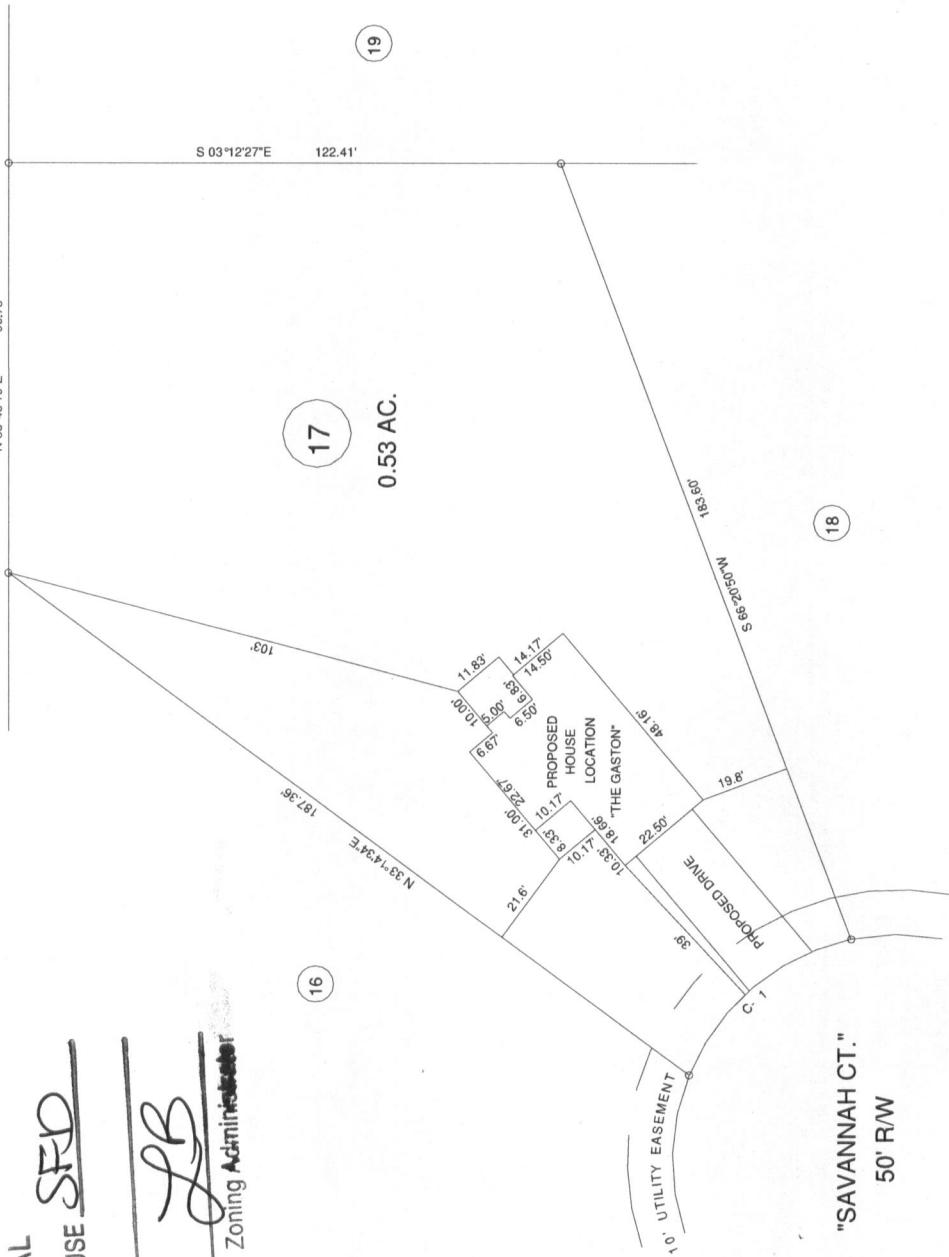 19
S 03°12'27"E 122.41'
17
0.53 AC.
103'
187.36'
N 33°14'34"E
183.60'
S 66°20'50"W
18
11.83'
10.00'
5.00'
6.83'
14.17'
14.50'
6.50'
6.67'
22.67'
31.00'
PROPOSED
HOUSE
LOCATION
"THE GASTON"
48.16'
10.17'
8.33'
10.17'
18.66'
10.33'
22.50'
19.8'
21.6'
39'
PROPOSED DRIVE
C- 1
16
10' UTILITY EASEMENT
"SAVANNAH CT."
50' R/W
SFD
LB
Zoning Administrator